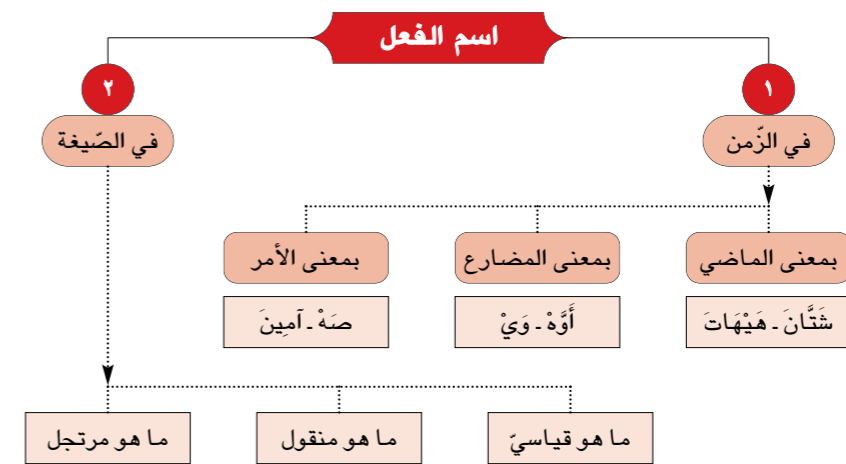 اسم الفعل
١
٢
في الزّمن
في الصّيغة
بمعنى الماضي
بمعنى المضارع
بمعنى الأمر
شَتَّانَ ـ هَيْهَاتَ
أَوَّهْ ـ وَيْ
صَهْ ـ آمِينَ
ما هو قياسيّ
ما هو منقول
ما هو مرتجل